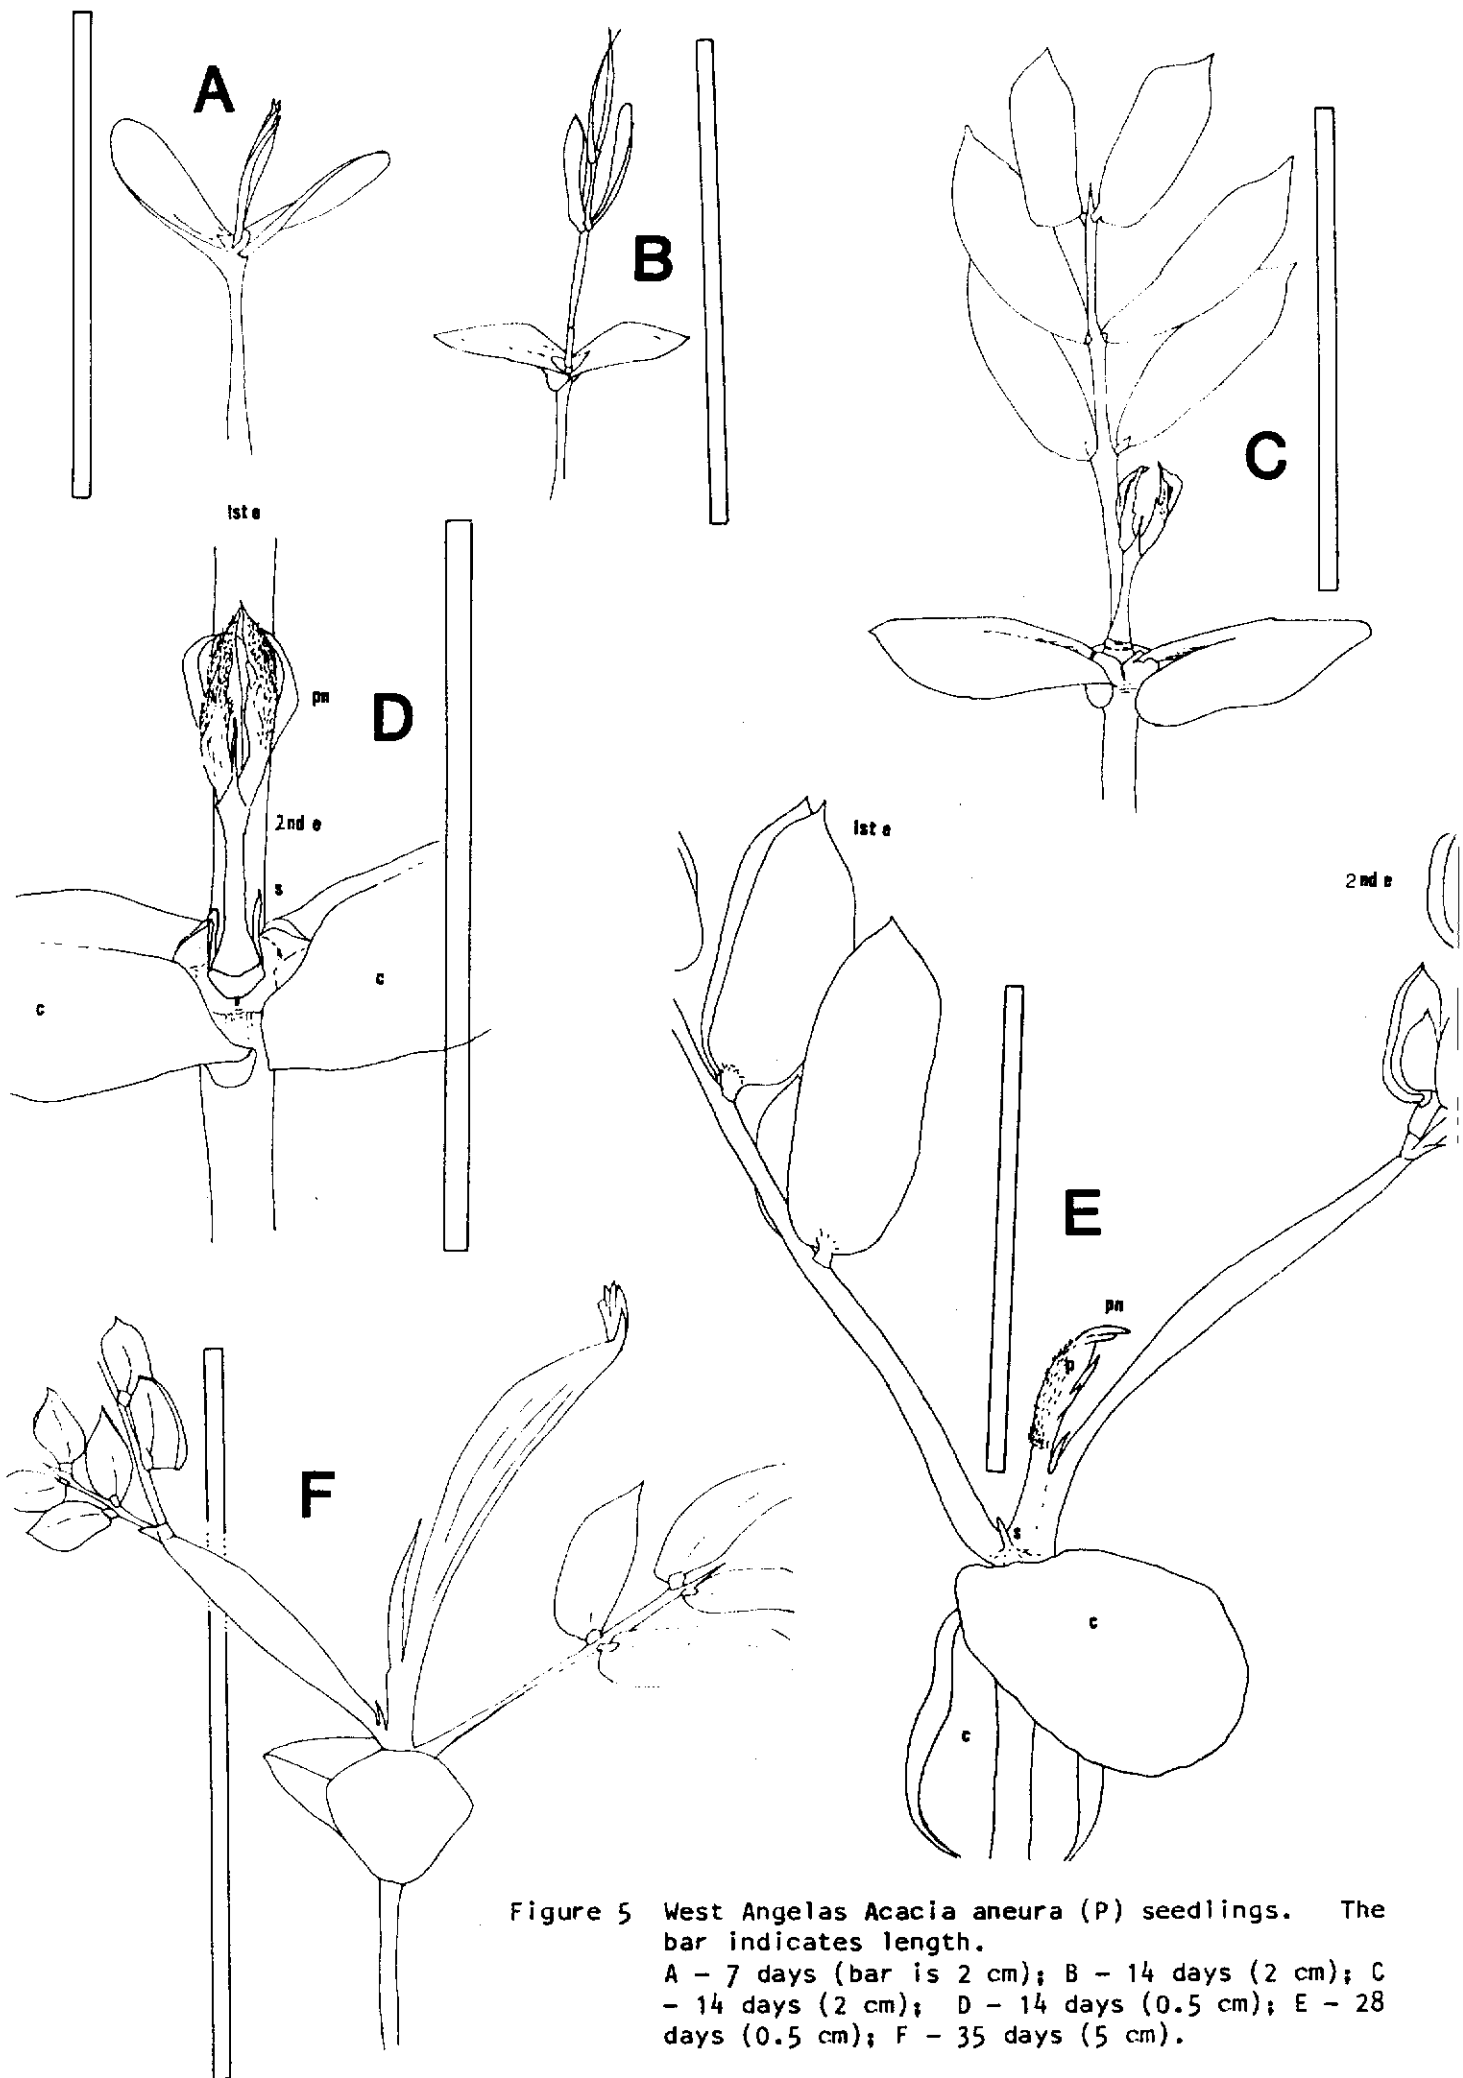 A
B
C
1st e
pn
D
2nd e
s
c
c
1st e
2nd e
E
pn
p
F
s
c
c
Figure 5 West Angelas Acacia aneura (P) seedlings. The
bar indicates length.
A – 7 days (bar is 2 cm); B – 14 days (2 cm); C
– 14 days (2 cm); D – 14 days (0.5 cm); E – 28
days (0.5 cm); F – 35 days (5 cm).